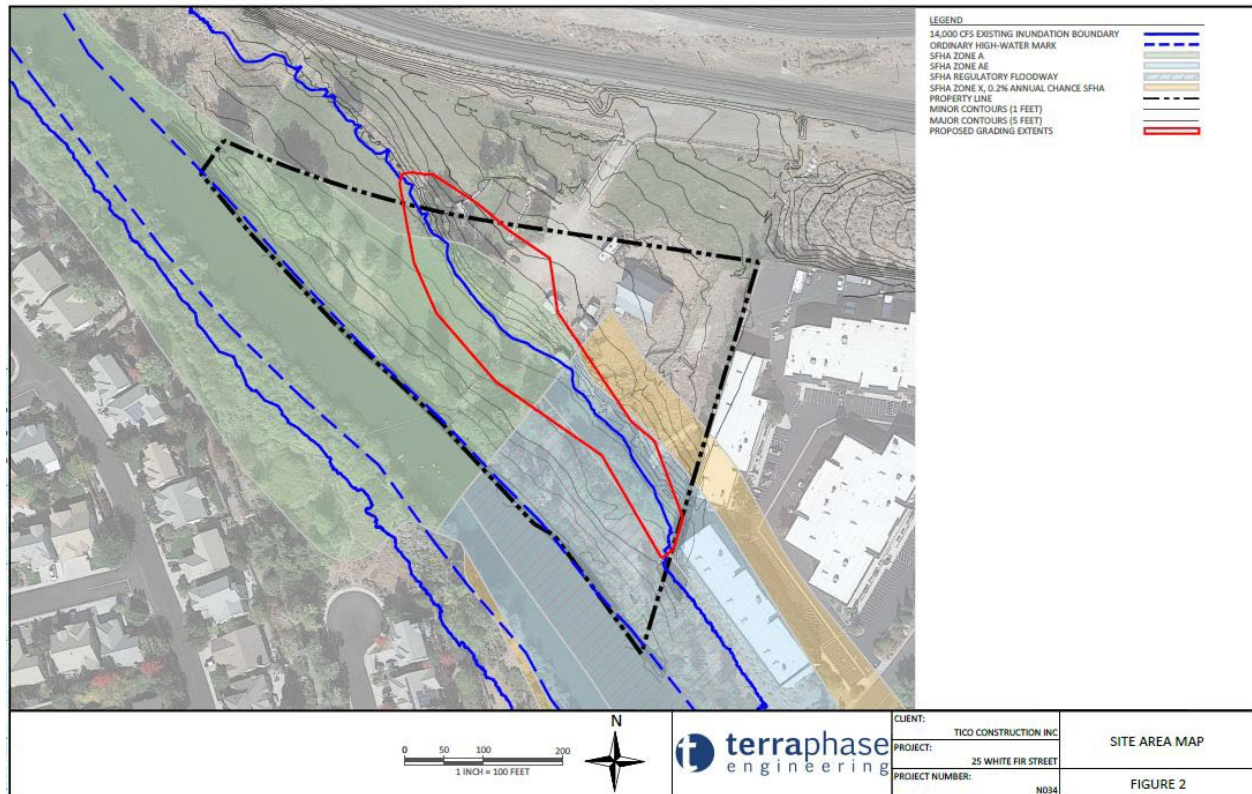 LEGEND
14,000 CFS EXISTING INUNDATION BOUNDARY
ORDINARY HIGH-WATER MARK
SFHA ZONE A
SFHA ZONE AE
SFHA REGULATORY FLOODWAY
SFHA ZONE X, 0.2% ANNUAL CHANCE SFHA
PROPERTY LINE
MINOR CONTOURS (1 FEET)
MAJOR CONTOURS (5 FEET)
PROPOSED GRADING EXTENTS
0 50 100 200
1 INCH = 100 FEET
N
t terraphase
engineering
CLIENT:
TICO CONSTRUCTION INC
PROJECT:
25 WHITE FIR STREET
PROJECT NUMBER:
N034
SITE AREA MAP
FIGURE 2